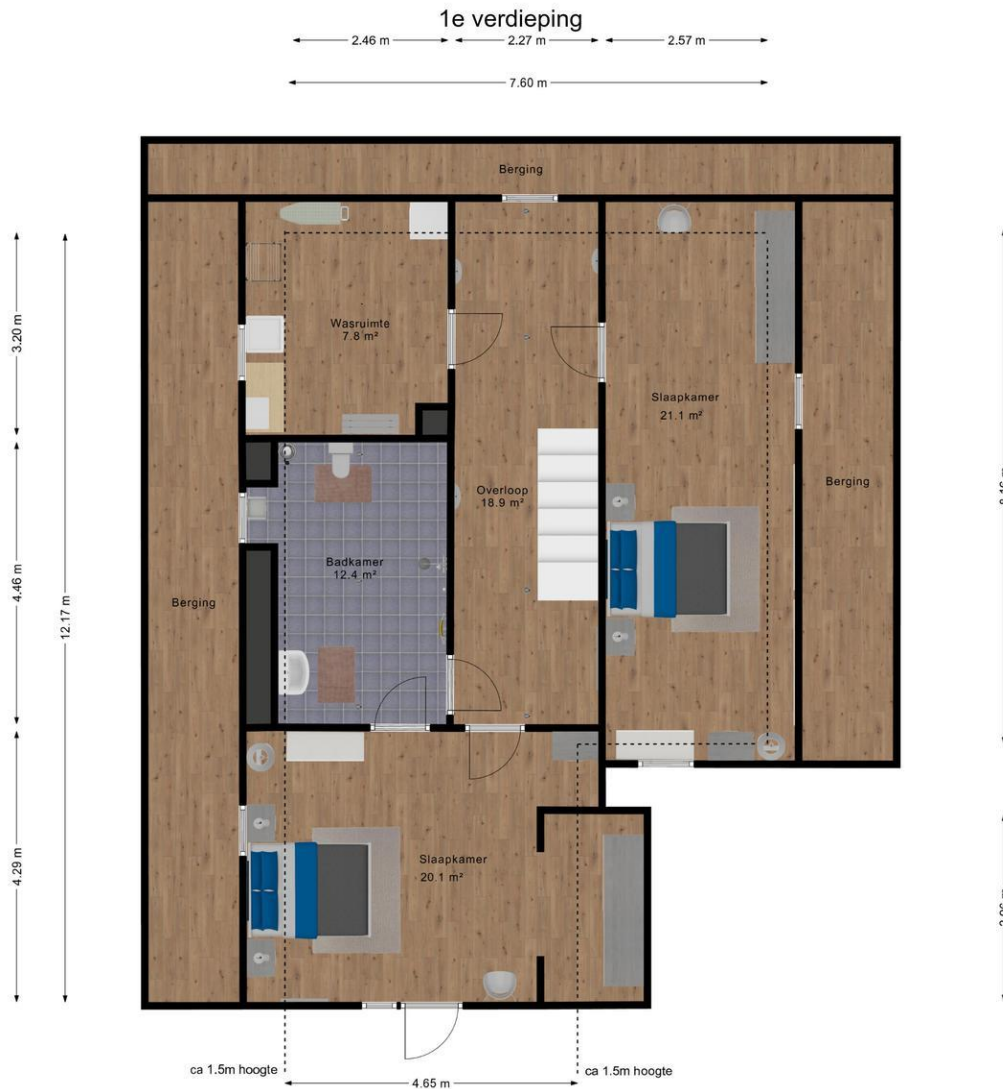 1e verdieping
2.46 m
2.27 m
2.57 m
7.60 m
Berging
3.20 m
Wasruimte
7.8 m²
Slaapkamer
21.1 m²
4.46 m
12.17 m
Berging
Badkamer
12.4 m²
Overloop
18.9 m²
Berging
4.29 m
Slaapkamer
20.1 m²
ca 1.5m hoogte
4.65 m
ca 1.5m hoogte